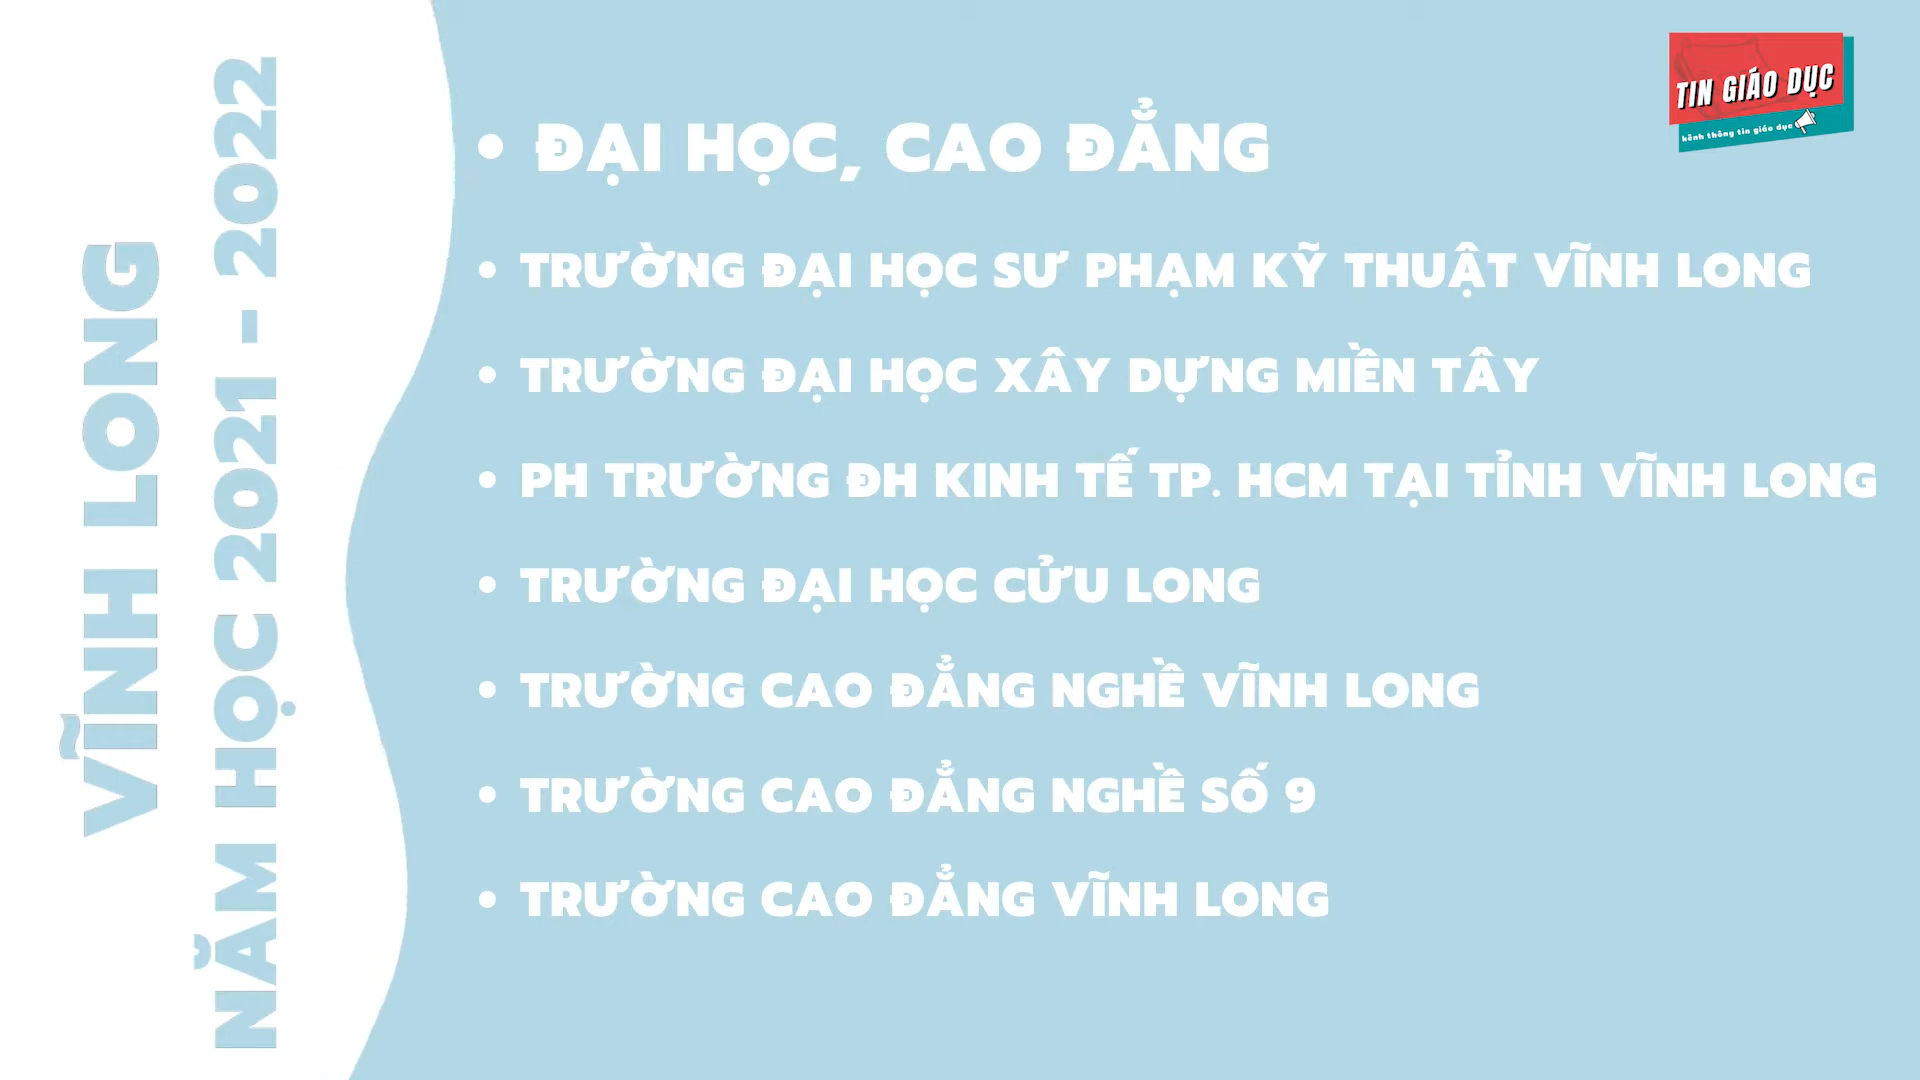 VĨNH LONG
NĂM HỌC 2021 - 2022
TIN GIÁO DỤC
kênh thông tin giáo dục
• ĐẠI HỌC, CAO ĐẲNG
• TRƯỜNG ĐẠI HỌC SƯ PHẠM KỸ THUẬT VĨNH LONG
• TRƯỜNG ĐẠI HỌC XÂY DỰNG MIỀN TÂY
• PH TRƯỜNG ĐH KINH TẾ TP. HCM TẠI TỈNH VĨNH LONG
• TRƯỜNG ĐẠI HỌC CỬU LONG
• TRƯỜNG CAO ĐẲNG NGHỀ VĨNH LONG
• TRƯỜNG CAO ĐẲNG NGHỀ SỐ 9
• TRƯỜNG CAO ĐẲNG VĨNH LONG